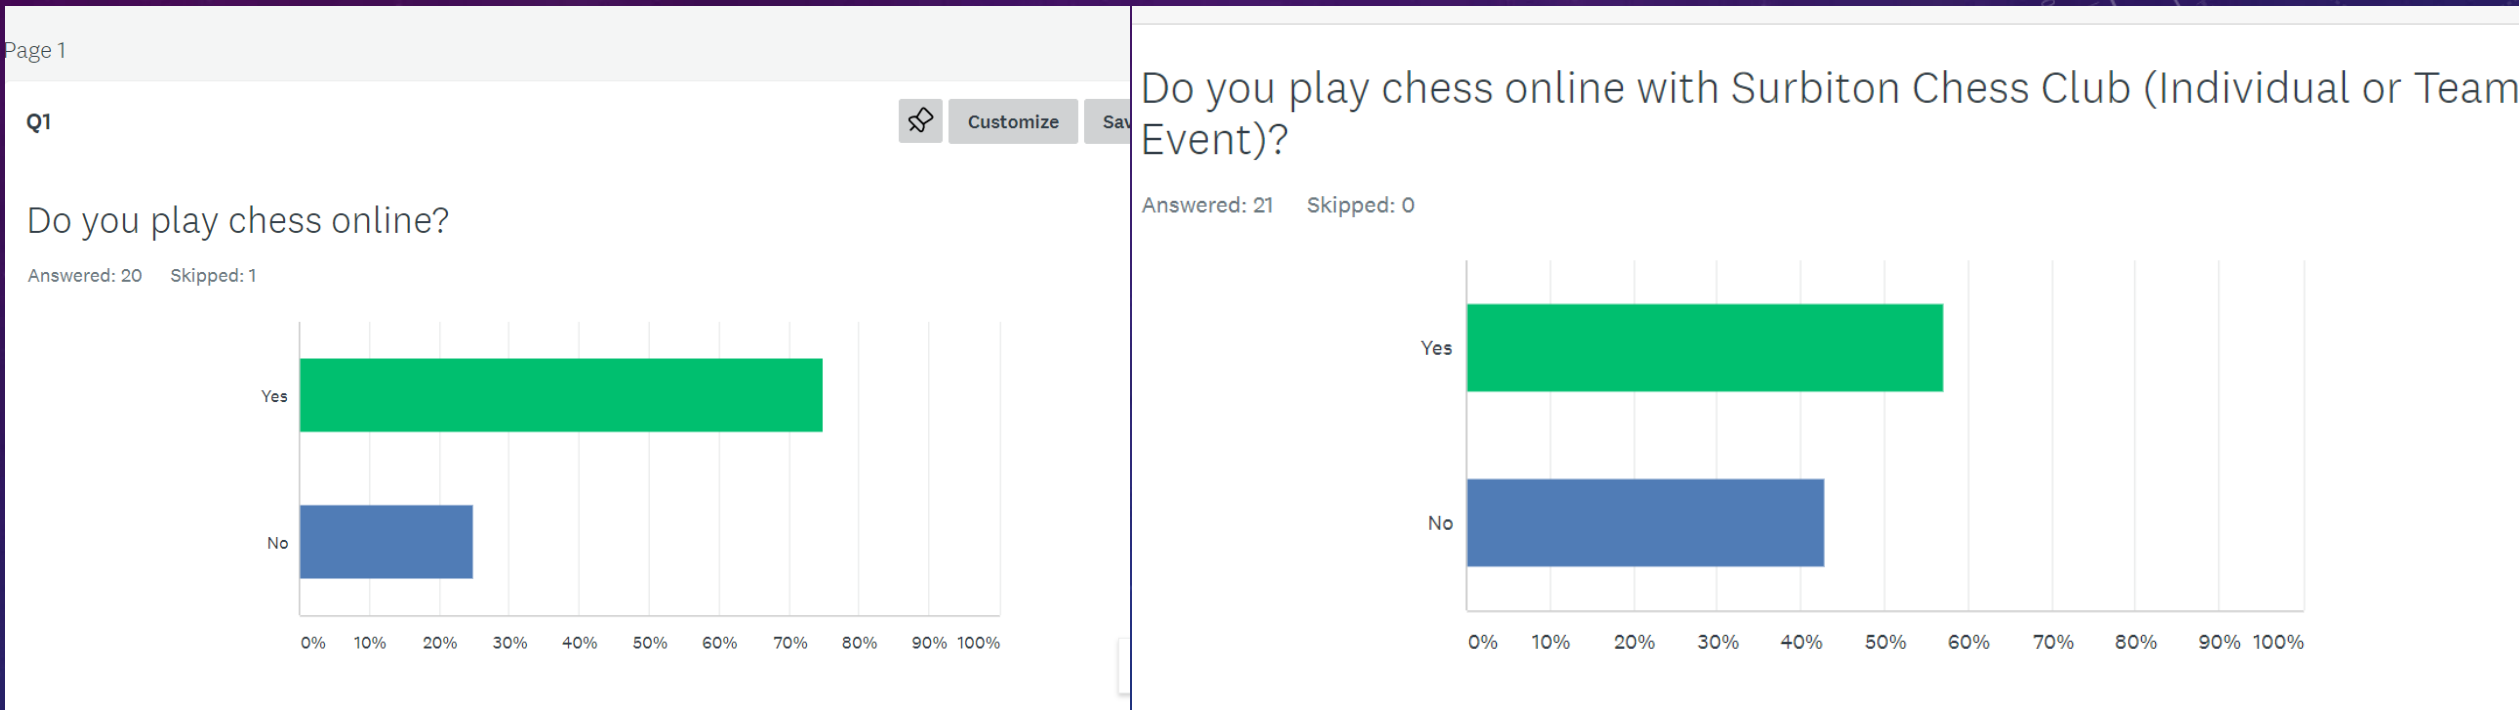 Page 1
Q1
Customize
Sav
Do you play chess online?
Answered: 20 Skipped: 1
Yes
No
0% 10% 20% 30% 40% 50% 60% 70% 80% 90% 100%
Do you play chess online with Surbiton Chess Club (Individual or Team
Event)?
Answered: 21 Skipped: 0
Yes
No
0% 10% 20% 30% 40% 50% 60% 70% 80% 90% 100%